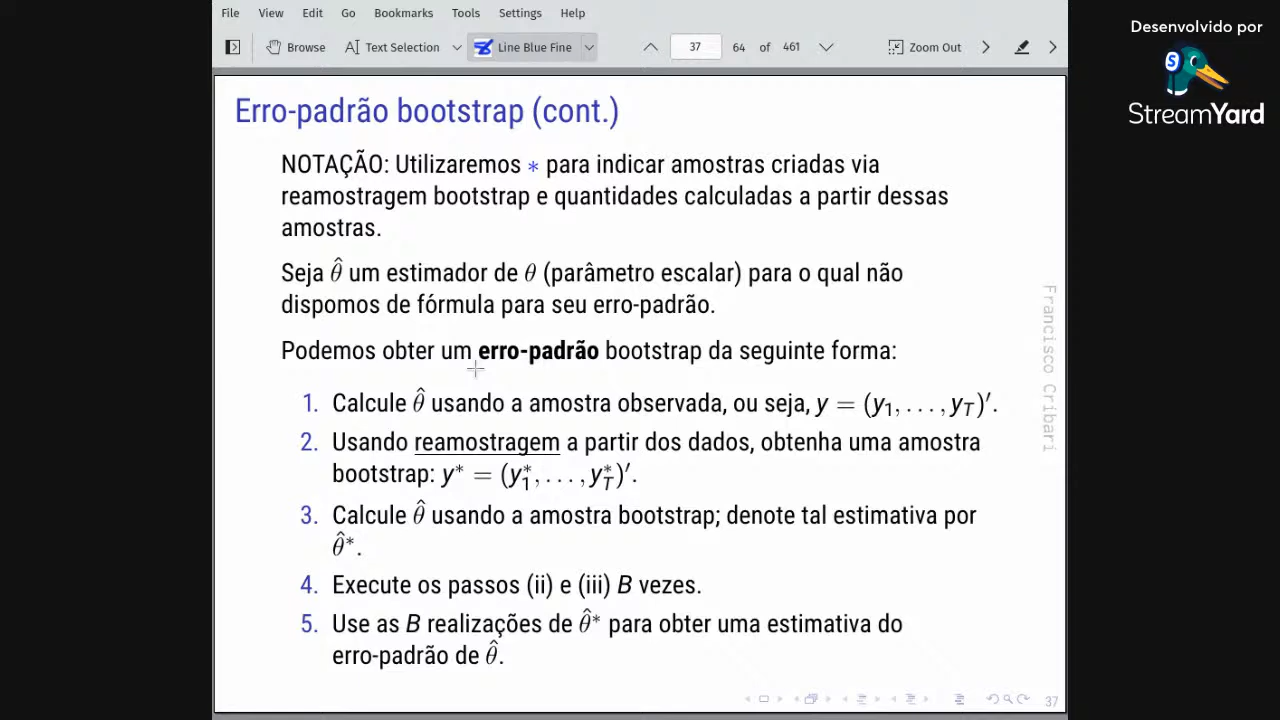 File View Edit Go Bookmarks Tools Settings Help
Browse Text Selection Line Blue Fine 37 64 of 461 Zoom Out
Desenvolvido por
StreamYard
Erro-padrão bootstrap (cont.)
NOTAÇÃO: Utilizaremos * para indicar amostras criadas via
reamostragem bootstrap e quantidades calculadas a partir dessas
amostras.
Seja θ̂ um estimador de θ (parâmetro escalar) para o qual não
dispomos de fórmula para seu erro-padrão.
Podemos obter um erro-padrão bootstrap da seguinte forma:
1. Calcule θ̂ usando a amostra observada, ou seja, y = (y₁, . . . , y_T)′.
2. Usando reamostragem a partir dos dados, obtenha uma amostra
bootstrap: y* = (y₁*, . . . , y_T*)′.
3. Calcule θ̂ usando a amostra bootstrap; denote tal estimativa por
θ̂*.
4. Execute os passos (ii) e (iii) B vezes.
5. Use as B realizações de θ̂* para obter uma estimativa do
erro-padrão de θ̂.
Francisco Cribari
37